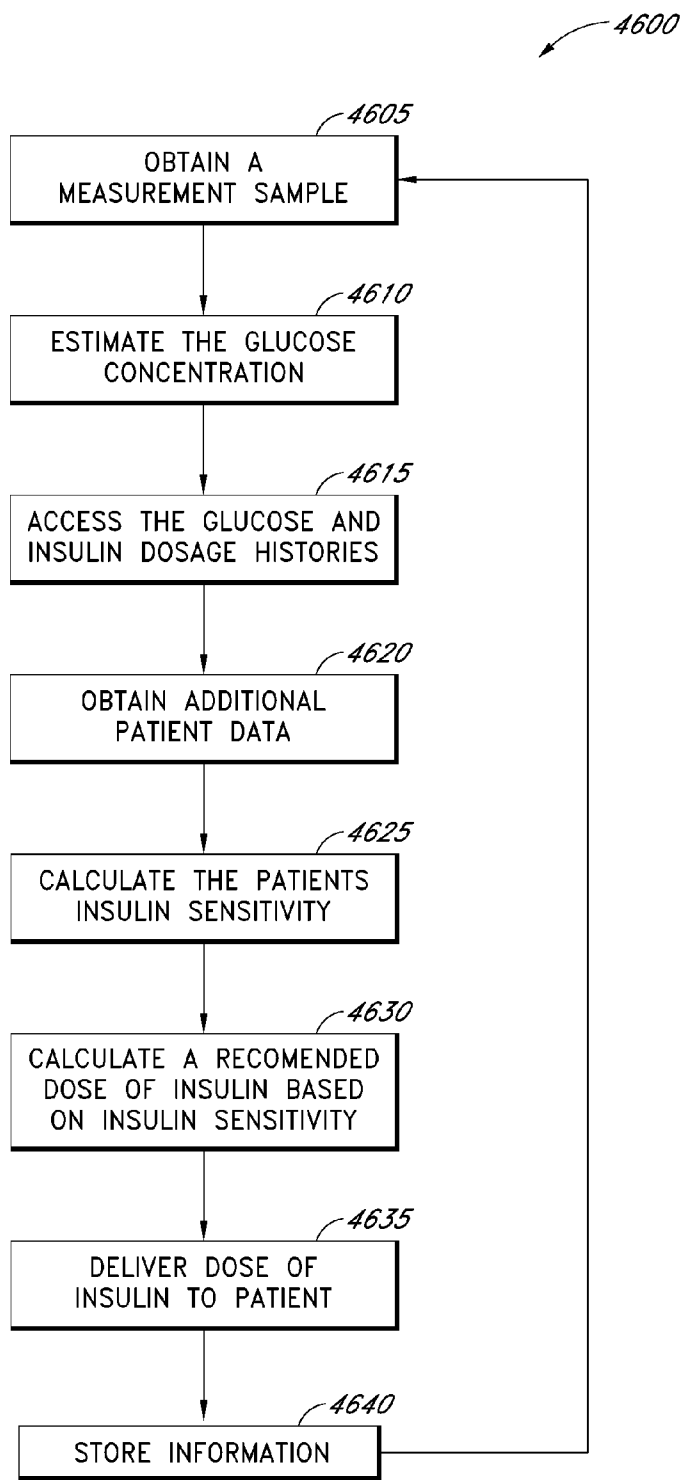 4600
4605
OBTAIN A
MEASUREMENT SAMPLE
4610
ESTIMATE THE GLUCOSE
CONCENTRATION
4615
ACCESS THE GLUCOSE AND
INSULIN DOSAGE HISTORIES
4620
OBTAIN ADDITIONAL
PATIENT DATA
4625
CALCULATE THE PATIENTS
INSULIN SENSITIVITY
4630
CALCULATE A RECOMENDED
DOSE OF INSULIN BASED
ON INSULIN SENSITIVITY
4635
DELIVER DOSE OF
INSULIN TO PATIENT
4640
STORE INFORMATION